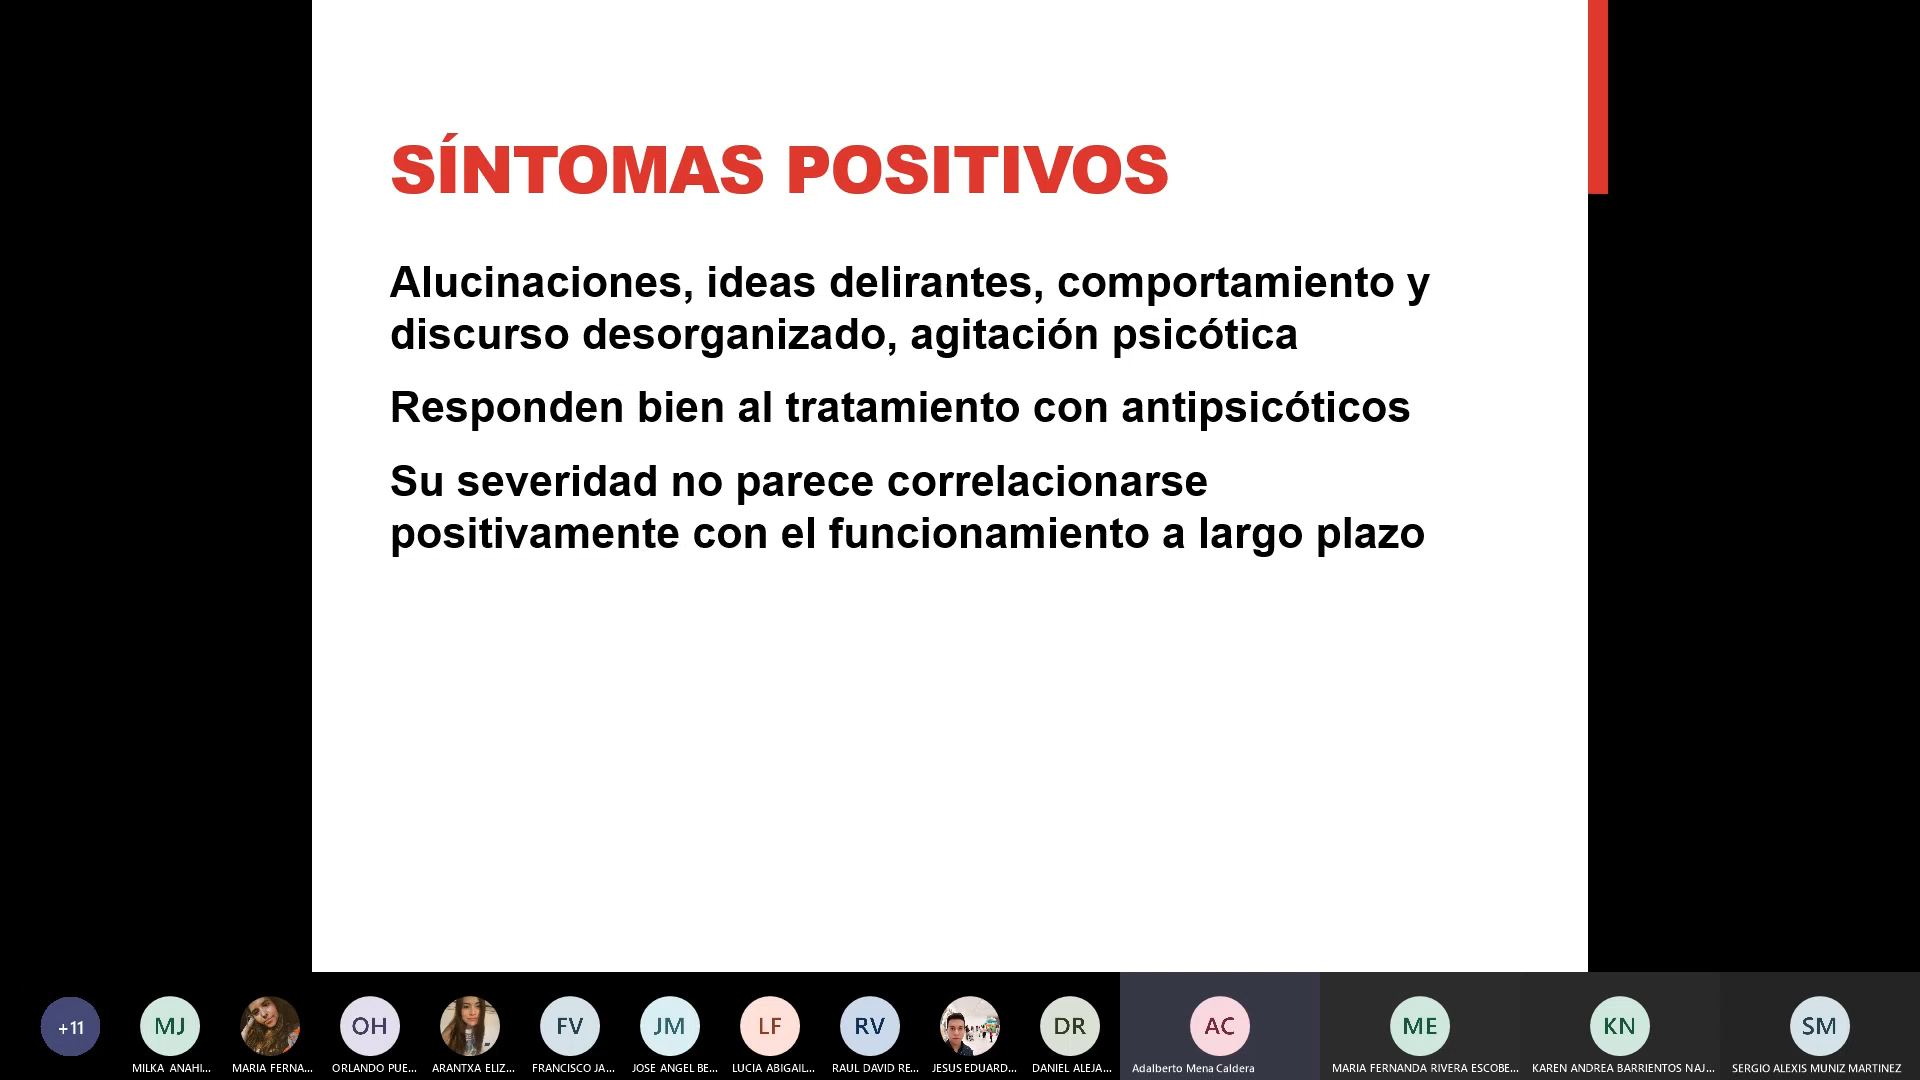 SÍNTOMAS POSITIVOS
Alucinaciones, ideas delirantes, comportamiento y
discurso desorganizado, agitación psicótica
Responden bien al tratamiento con antipsicóticos
Su severidad no parece correlacionarse
positivamente con el funcionamiento a largo plazo
+11
MJ
OH
FV
JM
LF
RV
DR
AC
ME
KN
SM
MILKA ANAHI...
MARIA FERNA...
ORLANDO PUE...
ARANTXA ELIZ...
FRANCISCO JA...
JOSE ANGEL BE...
LUCIA ABIGAIL...
RAUL DAVID RE...
JESUS EDUARD...
DANIEL ALEJA...
Adalberto Mena Caldera
MARIA FERNANDA RIVERA ESCOBE...
KAREN ANDREA BARRIENTOS NAJ...
SERGIO ALEXIS MUNIZ MARTINEZ